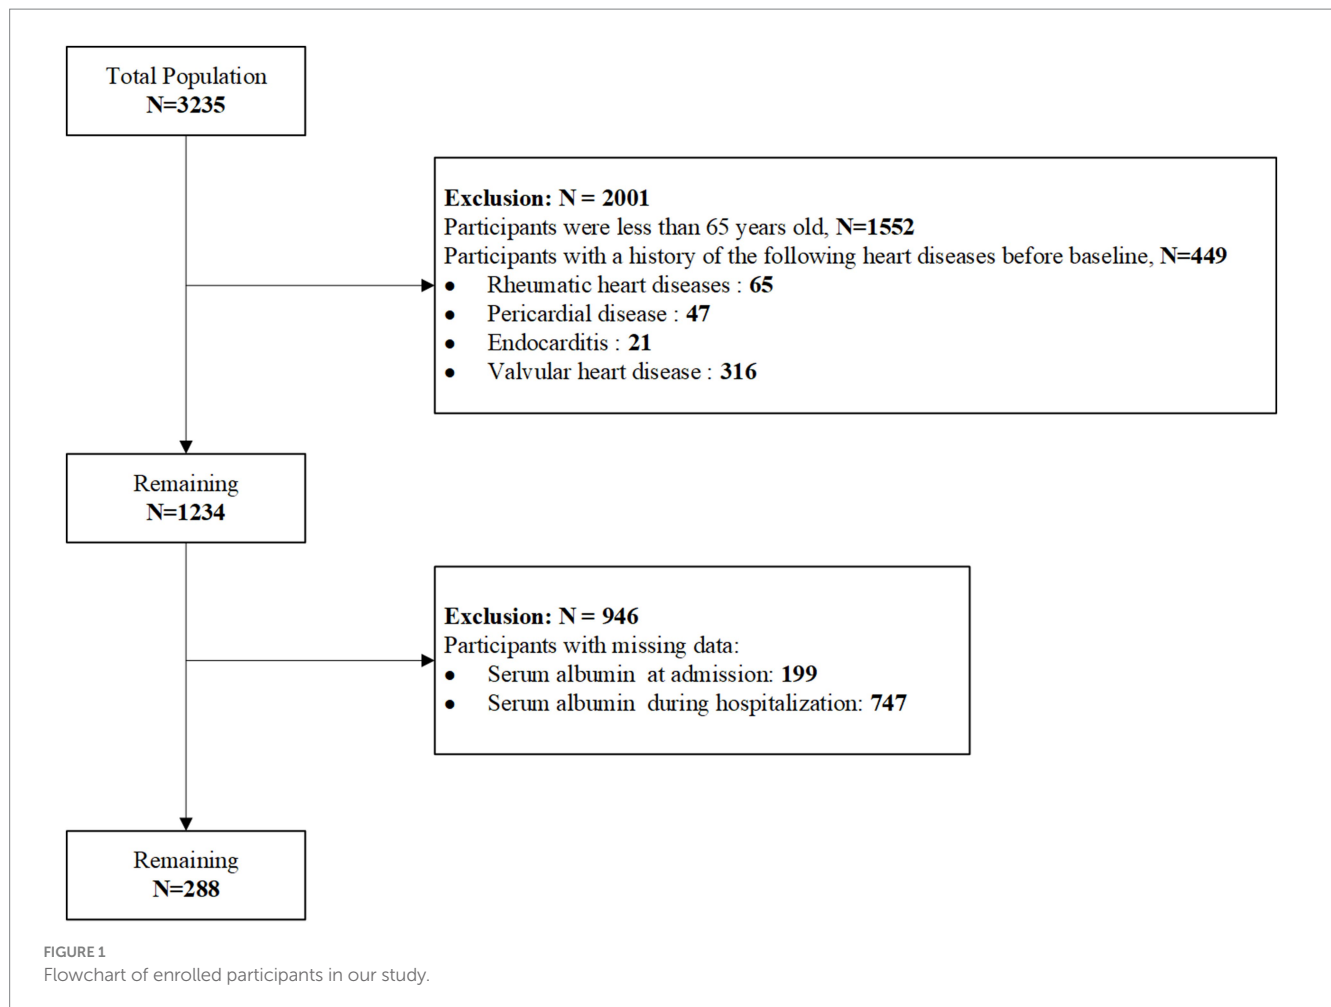 Total Population
N=3235
Exclusion: N = 2001
Participants were less than 65 years old, N=1552
Participants with a history of the following heart diseases before baseline, N=449
● Rheumatic heart diseases : 65
● Pericardial disease : 47
● Endocarditis : 21
● Valvular heart disease : 316
Remaining
N=1234
Exclusion: N = 946
Participants with missing data:
● Serum albumin at admission: 199
● Serum albumin during hospitalization: 747
Remaining
N=288
FIGURE 1
Flowchart of enrolled participants in our study.